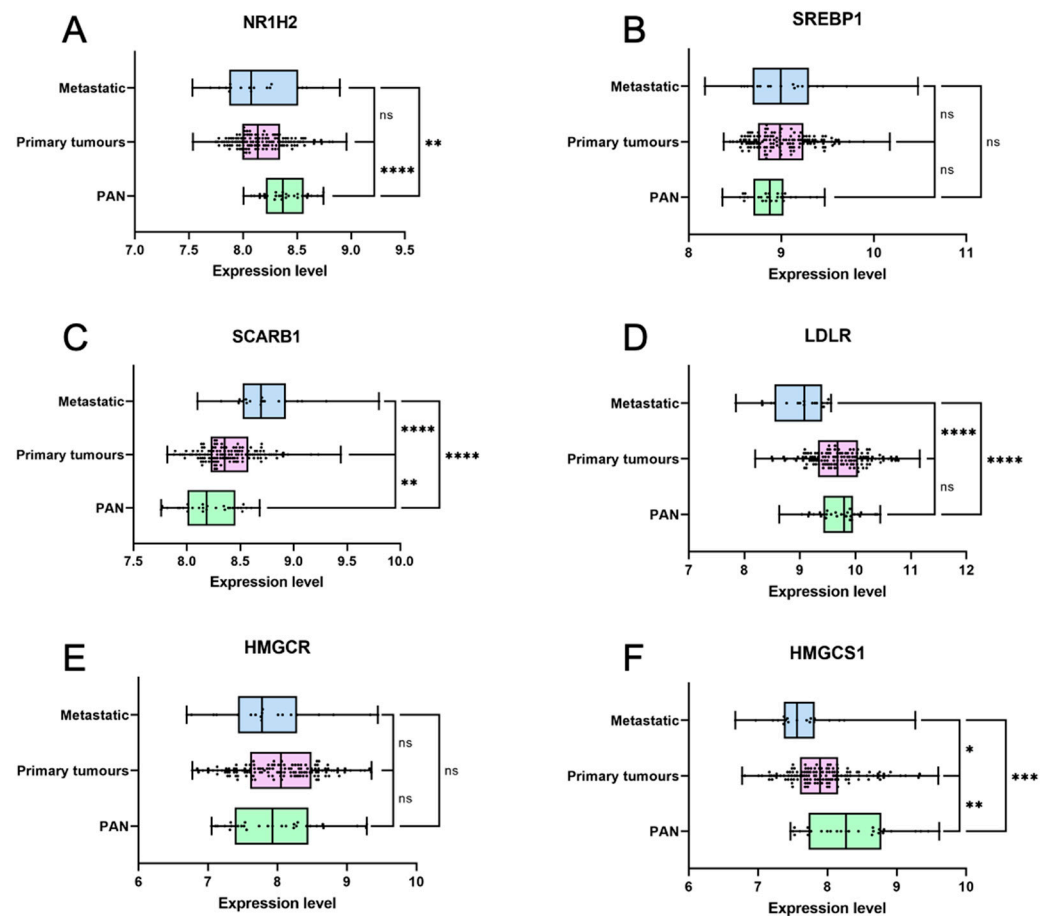 A
NR1H2
Metastatic
Primary tumours
PAN
ns
****
**
7.0 7.5 8.0 8.5 9.0 9.5
Expression level
B
SREBP1
Metastatic
Primary tumours
PAN
ns
ns
ns
8 9 10 11
Expression level
C
SCARB1
Metastatic
Primary tumours
PAN
****
**
****
7.5 8.0 8.5 9.0 9.5 10.0
Expression level
D
LDLR
Metastatic
Primary tumours
PAN
****
ns
****
7 8 9 10 11 12
Expression level
E
HMGCR
Metastatic
Primary tumours
PAN
ns
ns
ns
6 7 8 9 10
Expression level
F
HMGCS1
Metastatic
Primary tumours
PAN
*
**
***
6 7 8 9 10
Expression level